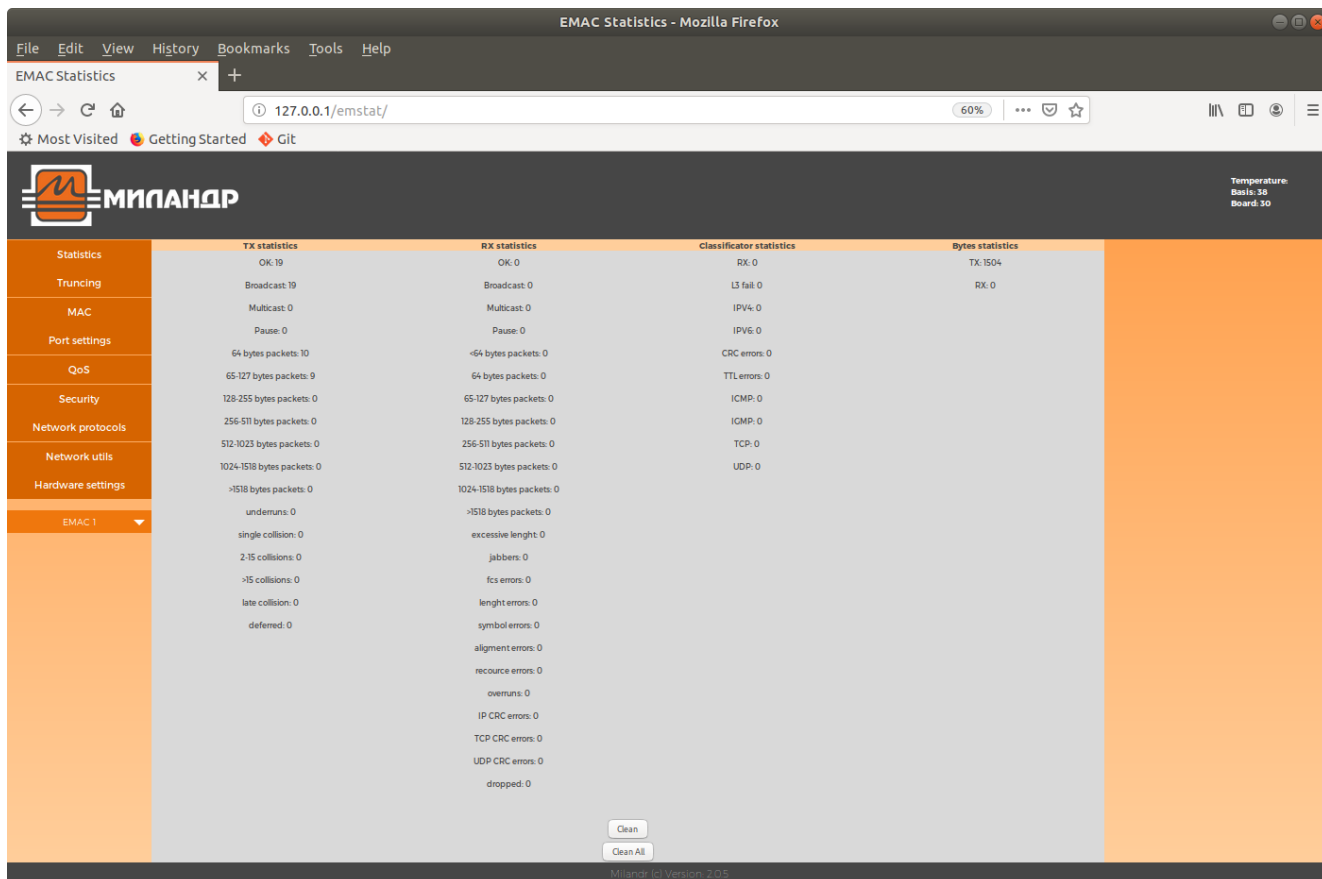 EMAC Statistics - Mozilla Firefox
File Edit View History Bookmarks Tools Help
EMAC Statistics
127.0.0.1/emstat/
60%
Most Visited Getting Started Git
МИЛАНДР
Temperature:
Basis: 38
Board: 30
Statistics
Truncing
MAC
Port settings
QoS
Security
Network protocols
Network utils
Hardware settings
EMAC 1
TX statistics
OK: 19
Broadcast: 19
Multicast: 0
Pause: 0
64 bytes packets: 10
65-127 bytes packets: 9
128-255 bytes packets: 0
256-511 bytes packets: 0
512-1023 bytes packets: 0
1024-1518 bytes packets: 0
>1518 bytes packets: 0
underruns: 0
single collision: 0
2-15 collisions: 0
>15 collisions: 0
late collision: 0
deferred: 0
RX statistics
OK: 0
Broadcast: 0
Multicast: 0
Pause: 0
<64 bytes packets: 0
64 bytes packets: 0
65-127 bytes packets: 0
128-255 bytes packets: 0
256-511 bytes packets: 0
512-1023 bytes packets: 0
1024-1518 bytes packets: 0
>1518 bytes packets: 0
excessive lenght: 0
jabbers: 0
fcs errors: 0
lenght errors: 0
symbol errors: 0
aligment errors: 0
recource errors: 0
overruns: 0
IP CRC errors: 0
TCP CRC errors: 0
UDP CRC errors: 0
dropped: 0
Classificator statistics
RX: 0
L3 fail: 0
IPV4: 0
IPV6: 0
CRC errors: 0
TTL errors: 0
ICMP: 0
IGMP: 0
TCP: 0
UDP: 0
Bytes statistics
TX: 1504
RX: 0
Clean
Clean All
Milandr (c) Version: 2.0.5